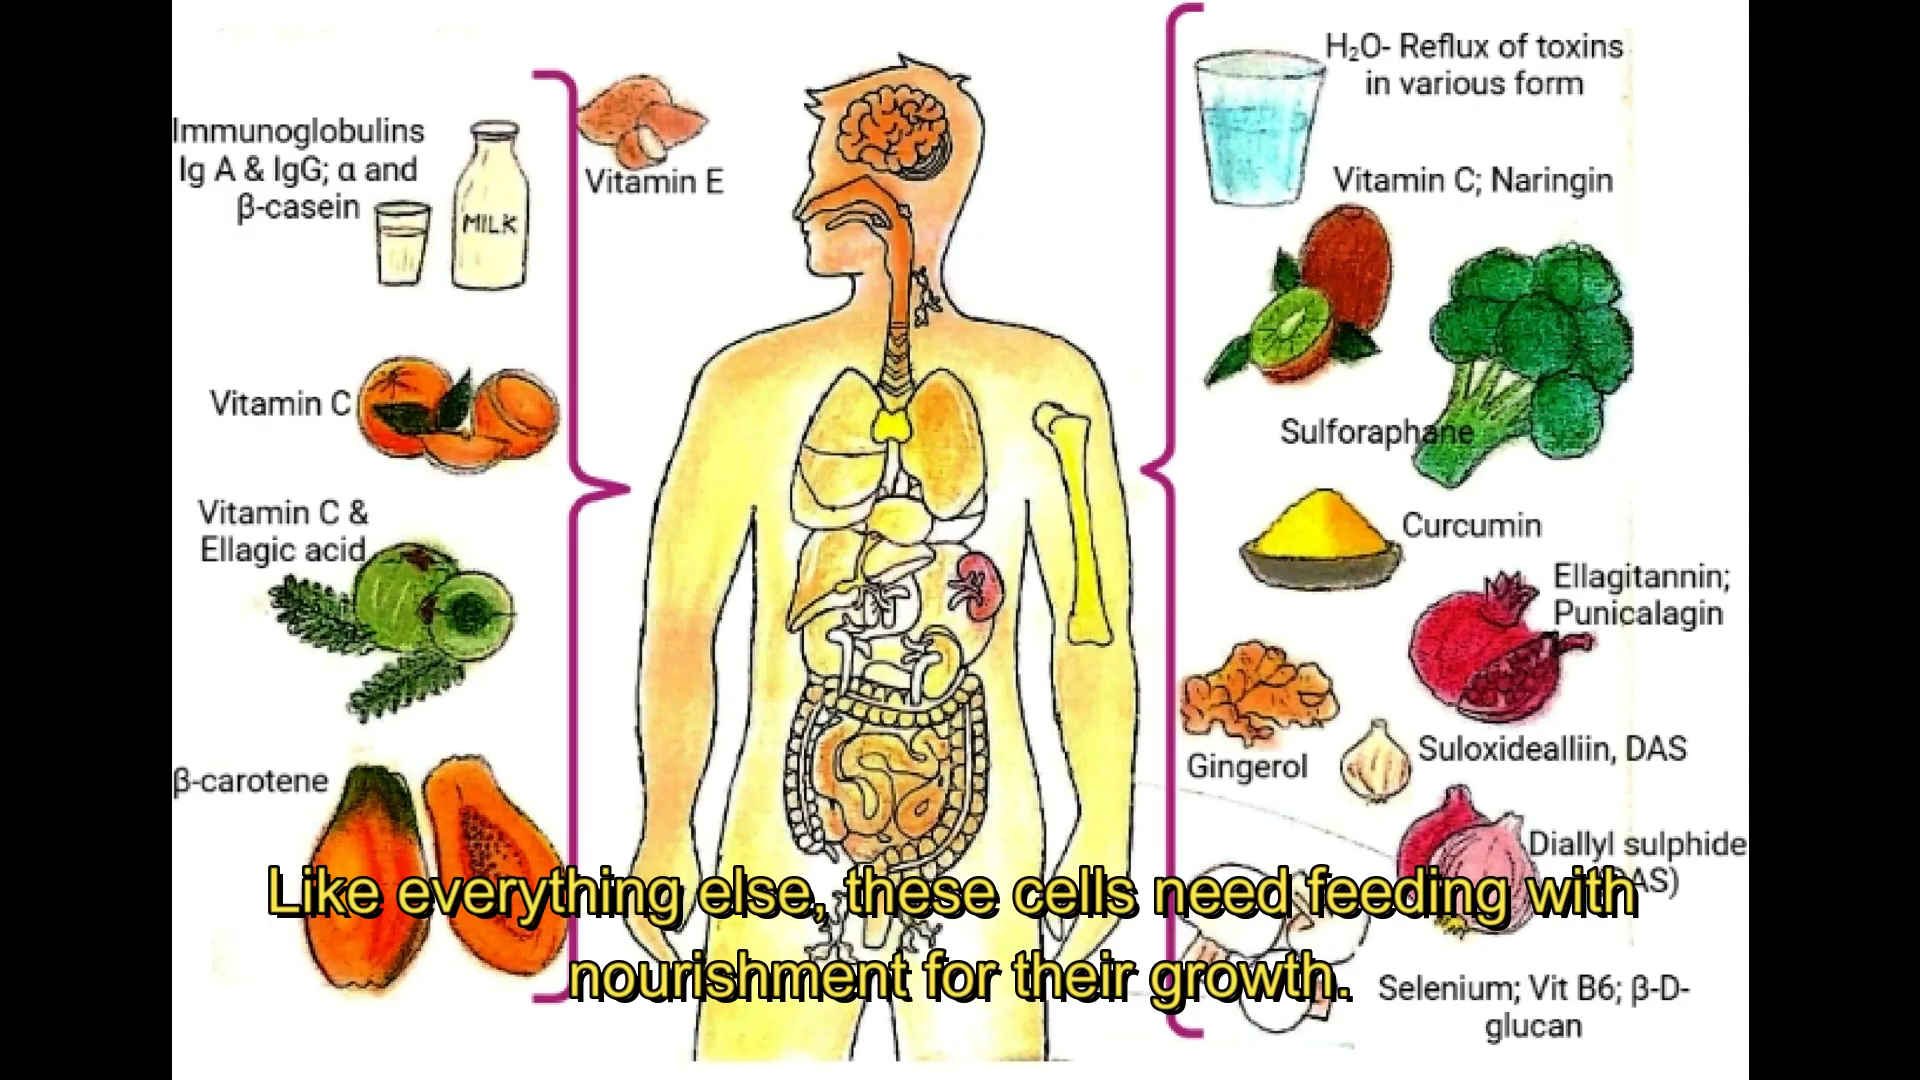 Immunoglobulins
Ig A & IgG; α and
β-casein
MILK
Vitamin E
Vitamin C
Vitamin C &
Ellagic acid
β-carotene
H₂O- Reflux of toxins
in various form
Vitamin C; Naringin
Sulforaphane
Curcumin
Ellagitannin;
Punicalagin
Gingerol
Suloxidealliin, DAS
Diallyl sulphide
AS)
Selenium; Vit B6; β-D-
glucan
Like everything else, these cells need feeding with
nourishment for their growth.